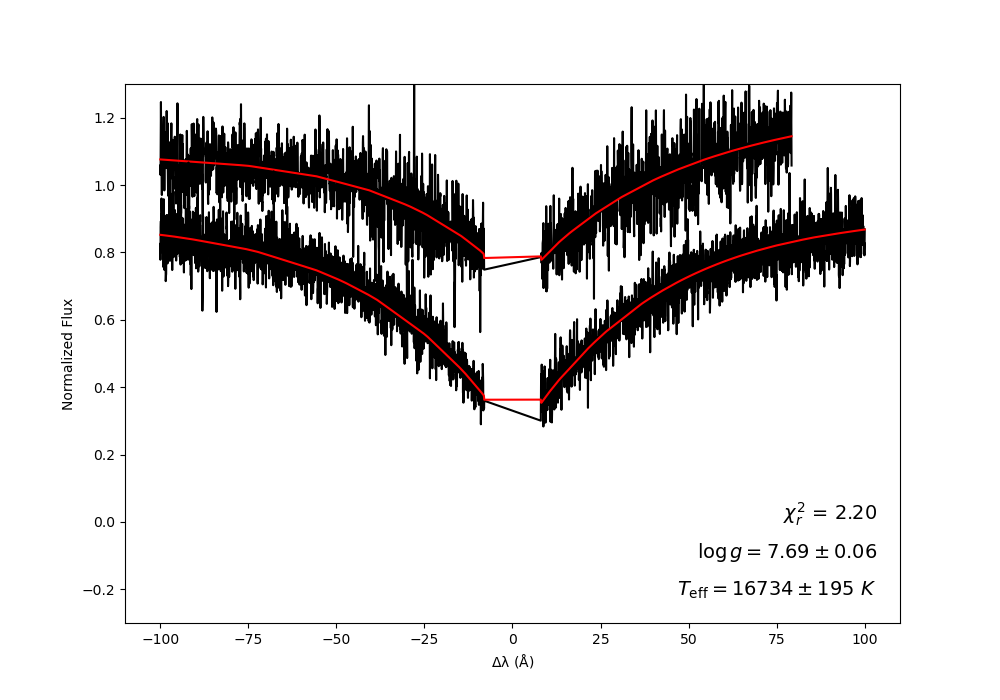 1.2
1.0
0.8
0.6
0.4
0.2
0.0
−0.2
Normalized Flux
χ²ᵣ = 2.20
log g = 7.69 ± 0.06
T_eff = 16734 ± 195 K
−100 −75 −50 −25 0 25 50 75 100
Δλ (Å)